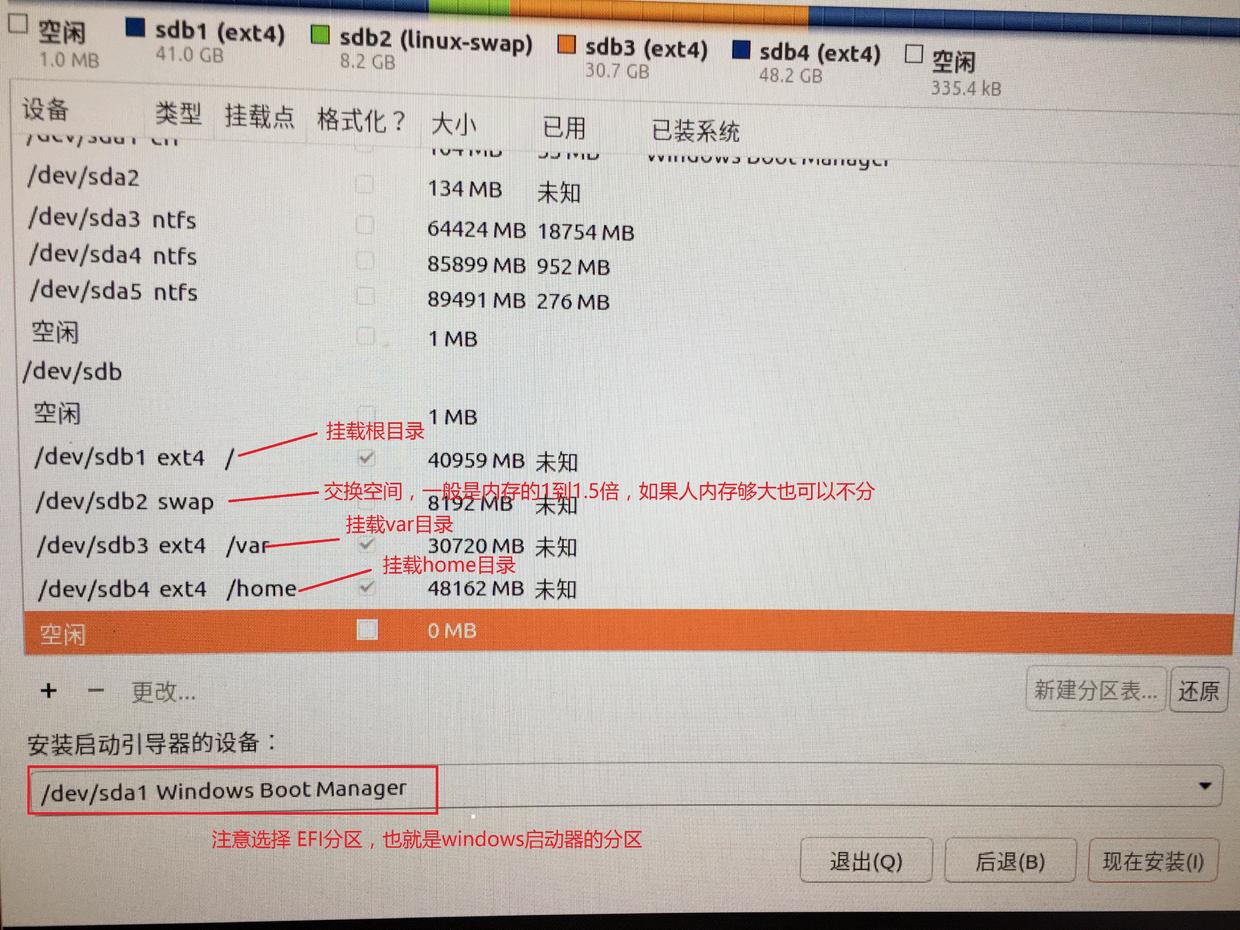 空闲 sdb1 (ext4) sdb2 (linux-swap) sdb3 (ext4) sdb4 (ext4) 空闲
1.0 MB 41.0 GB 8.2 GB 30.7 GB 48.2 GB 335.4 kB
设备 类型 挂载点 格式化？ 大小 已用 已装系统
Windows Boot Manager
/dev/sda2 134 MB 未知
/dev/sda3 ntfs 64424 MB 18754 MB
/dev/sda4 ntfs 85899 MB 952 MB
/dev/sda5 ntfs 89491 MB 276 MB
空闲 1 MB
/dev/sdb
空闲 1 MB
挂载根目录
/dev/sdb1 ext4 / 40959 MB 未知
交换空间，一般是内存的1到1.5倍，如果人内存够大也可以不分
/dev/sdb2 swap 8192 MB 未知
挂载var目录
/dev/sdb3 ext4 /var 30720 MB 未知
挂载home目录
/dev/sdb4 ext4 /home 48162 MB 未知
空闲 0 MB
+ − 更改... 新建分区表... 还原
安装启动引导器的设备：
/dev/sda1 Windows Boot Manager
注意选择 EFI分区，也就是windows启动器的分区
退出(Q) 后退(B) 现在安装(I)